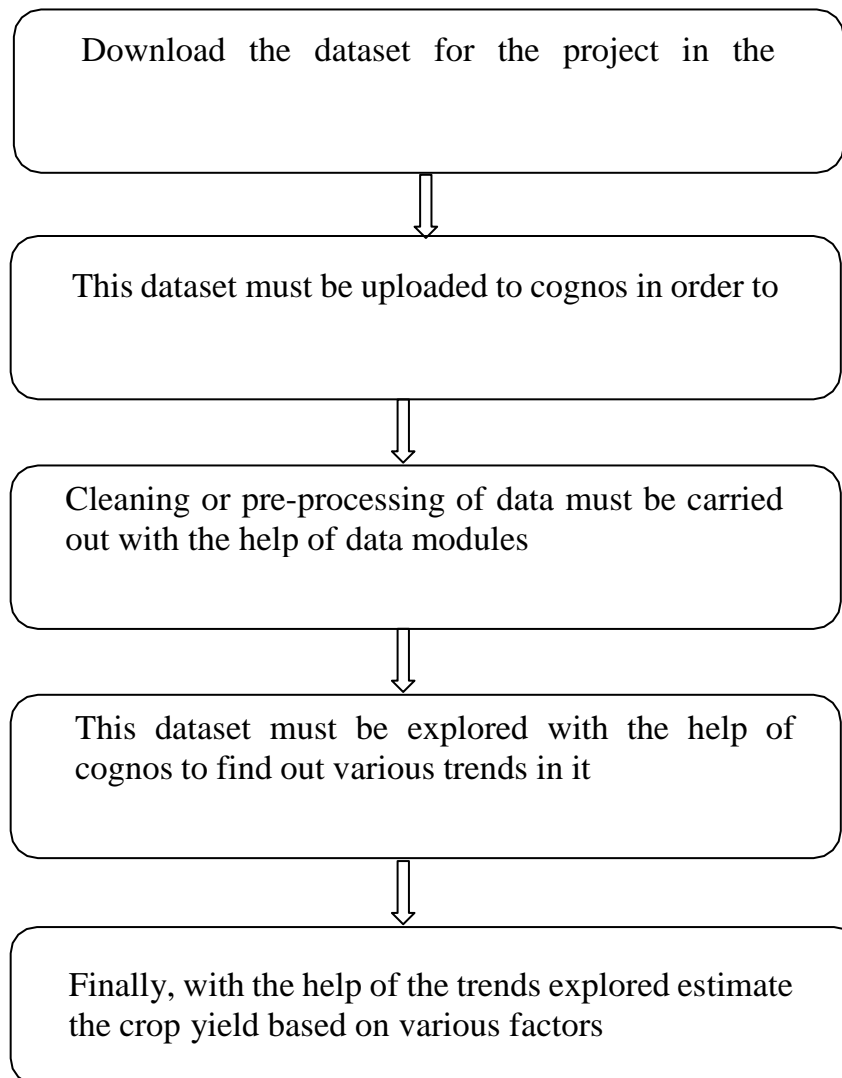 Download the dataset for the project in the
This dataset must be uploaded to cognos in order to
Cleaning or pre-processing of data must be carried
out with the help of data modules
This dataset must be explored with the help of
cognos to find out various trends in it
Finally, with the help of the trends explored estimate
the crop yield based on various factors